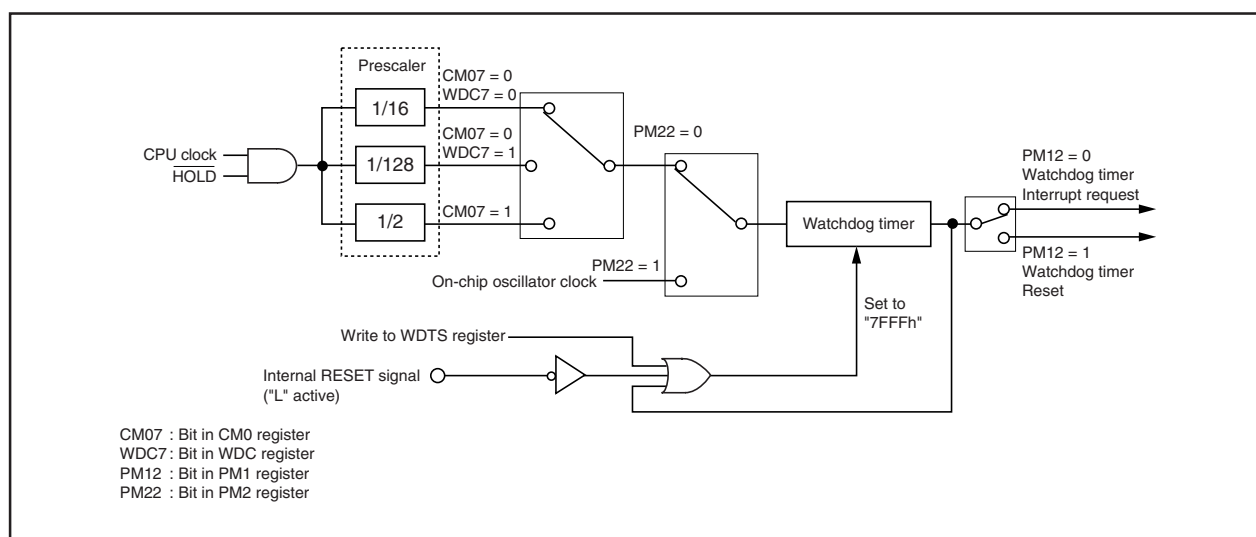 Prescaler
CM07 = 0
WDC7 = 0
1/16
CM07 = 0
WDC7 = 1
PM22 = 0
CPU clock
HOLD
1/128
PM12 = 0
Watchdog timer
Interrupt request
1/2
CM07 = 1
Watchdog timer
PM22 = 1
On-chip oscillator clock
PM12 = 1
Watchdog timer
Reset
Set to
"7FFFh"
Write to WDTS register
Internal RESET signal
("L" active)
CM07 : Bit in CM0 register
WDC7 : Bit in WDC register
PM12 : Bit in PM1 register
PM22 : Bit in PM2 register